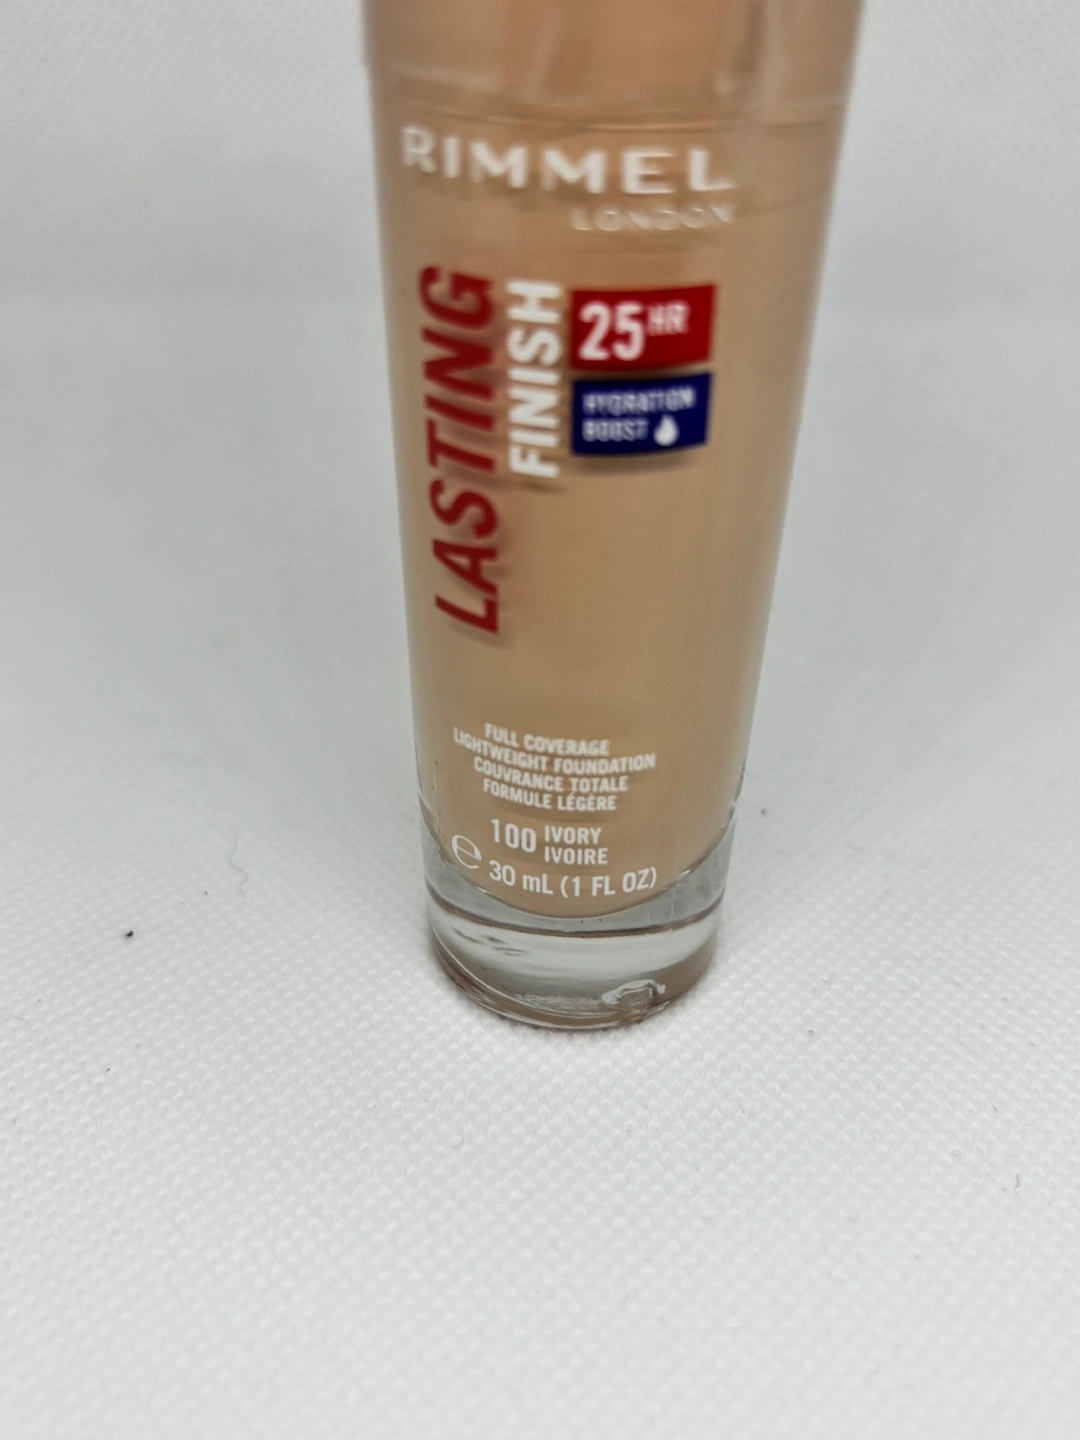 RIMMEL
LONDON
LASTING
FINISH
25HR
HYDRATION
BOOST
FULL COVERAGE
LIGHTWEIGHT FOUNDATION
COUVRANCE TOTALE
FORMULE LÉGÈRE
100 IVORY
IVOIRE
℮ 30 mL (1 FL OZ)